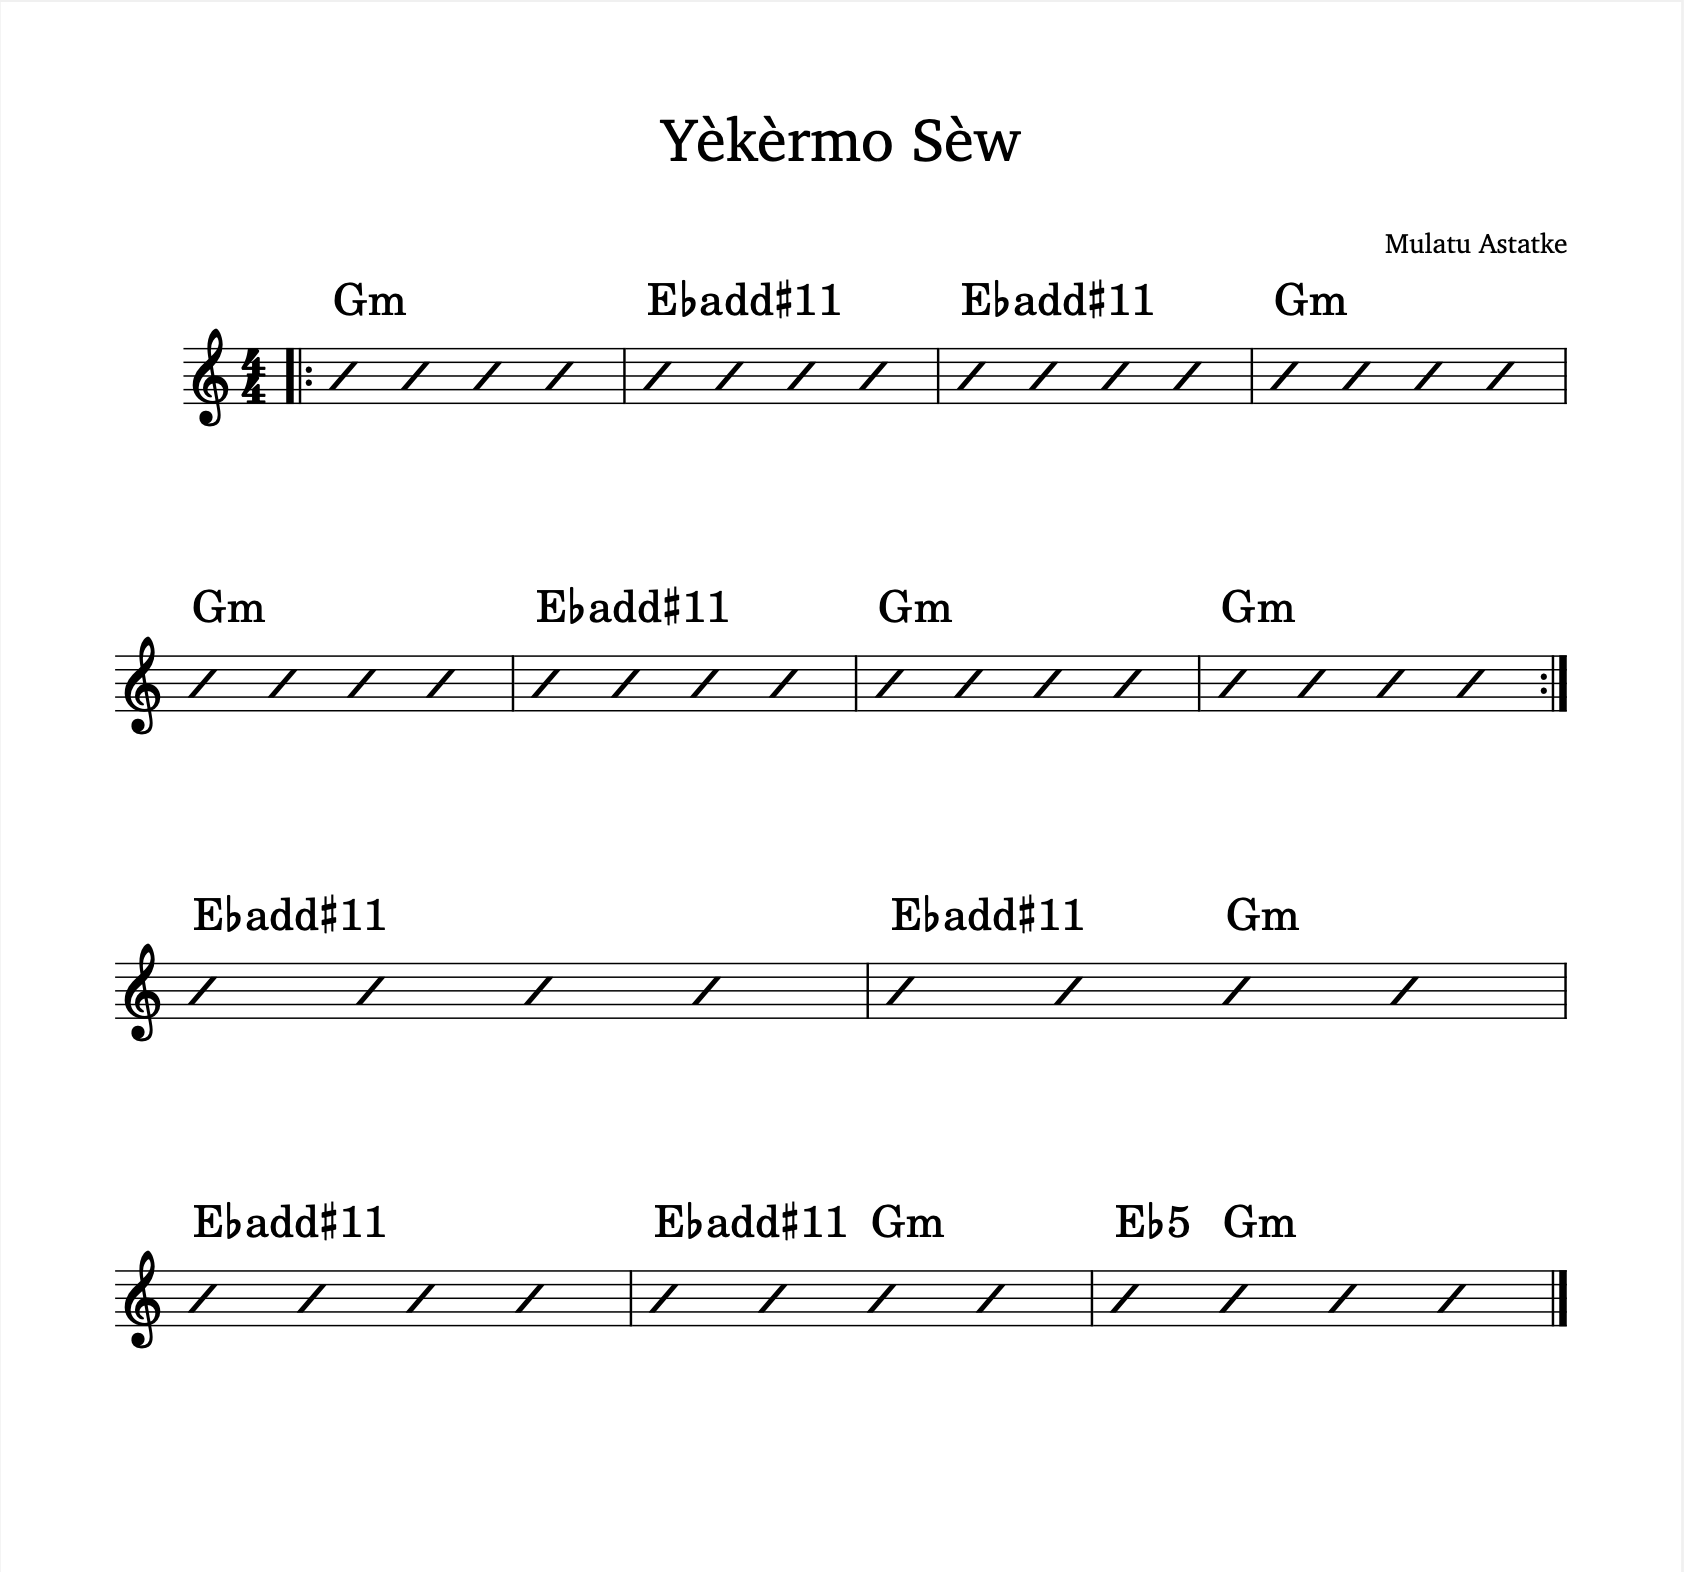 Yèkèrmo Sèw
Mulatu Astatke
Gm E♭add♯11 E♭add♯11 Gm
4
4
Gm E♭add♯11 Gm Gm
E♭add♯11 E♭add♯11 Gm
E♭add♯11 E♭add♯11 Gm E♭5 Gm